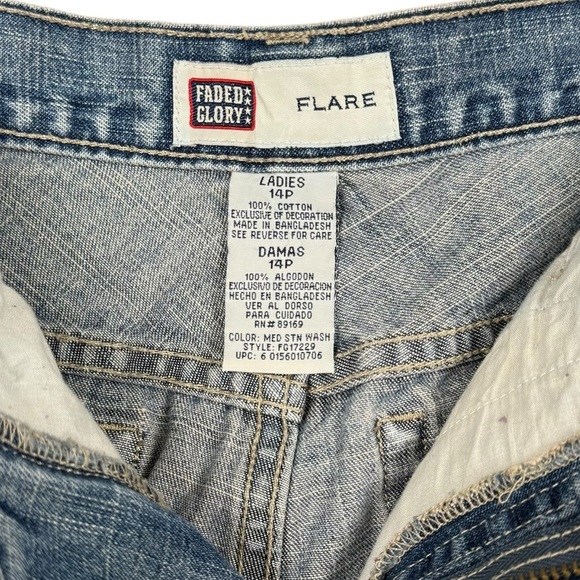 FADED
GLORY
FLARE
LADIES
14P
100% COTTON
EXCLUSIVE OF DECORATION
MADE IN BANGLADESH
SEE REVERSE FOR CARE
DAMAS
14P
100% ALGODON
EXCLUSIVO DE DECORACION
HECHO EN BANGLADESH
VER AL DORSO
PARA CUIDADO
RN# 89169
COLOR: MED STN WASH
STYLE: FG17229
UPC: 6 0156010706